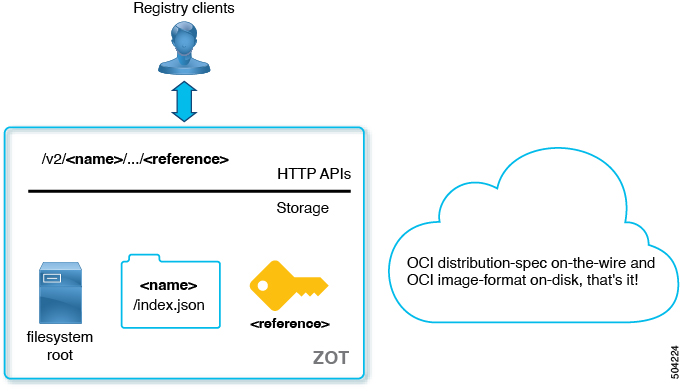 Registry clients
/v2/<name>/.../<reference>
HTTP APIs
Storage
<name>
/index.json
filesystem
root
<reference>
ZOT
OCI distribution-spec on-the-wire and
OCI image-format on-disk, that's it!
504224